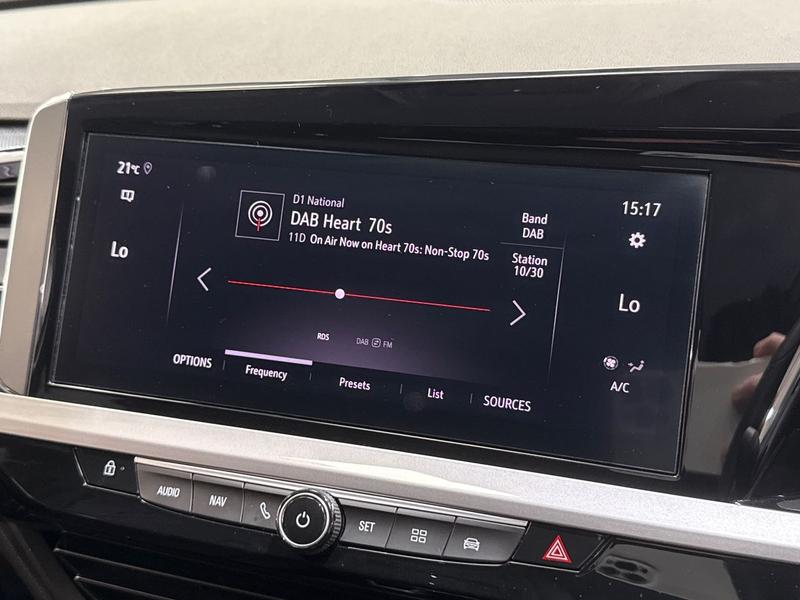 21°C
Lo
D1 National
DAB Heart 70s
11D On Air Now on Heart 70s: Non-Stop 70s
Band
DAB
Station
10/30
15:17
Lo
A/C
RDS
DAB FM
OPTIONS
Frequency
Presets
List
SOURCES
AUDIO
NAV
SET